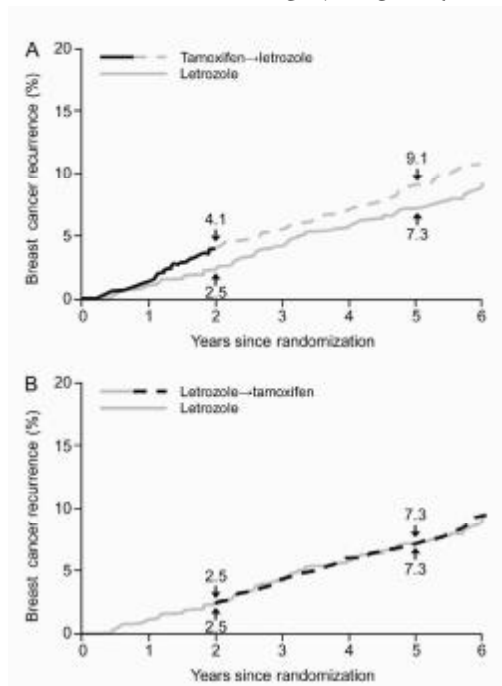 A
20
Tamoxifen→letrozole
Letrozole
15
10
5
0
9.1
4.1
7.3
2.5
0 1 2 3 4 5 6
Years since randomization
Breast cancer recurrence (%)
B
20
Letrozole→tamoxifen
Letrozole
15
10
5
0
7.3
2.5
7.3
2.5
0 1 2 3 4 5 6
Years since randomization
Breast cancer recurrence (%)